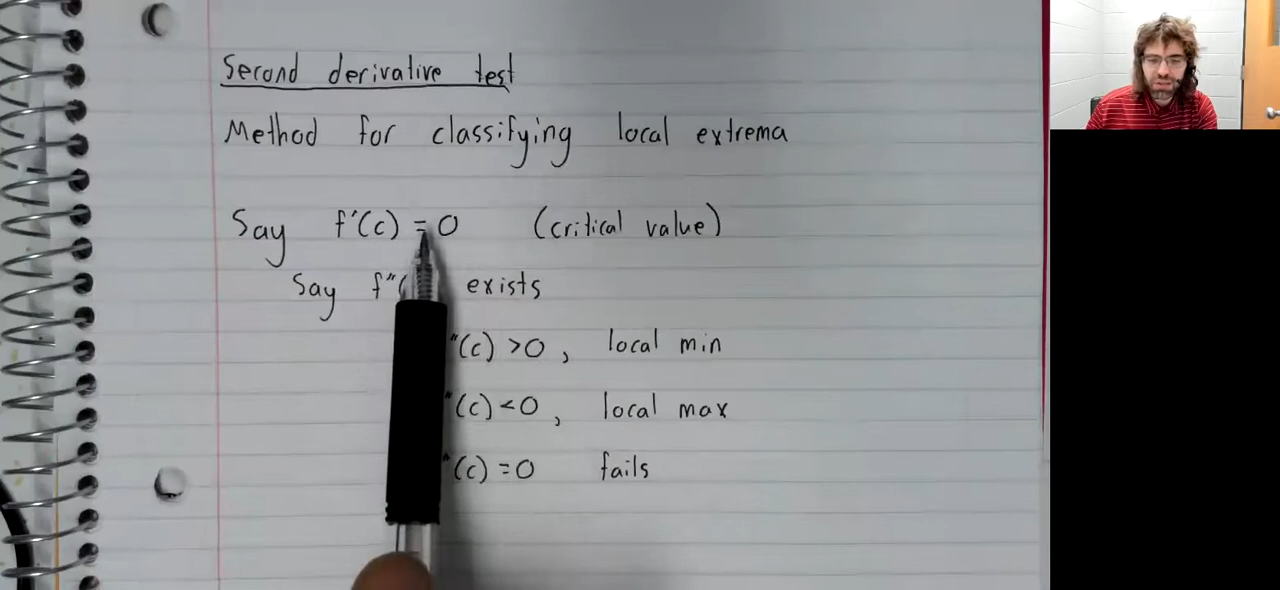 Second derivative test
Method for classifying local extrema
Say f'(c) = 0 (critical value)
Say f"( exists
"(c) >0, local min
"(c) <0, local max
"(c) =0 fails